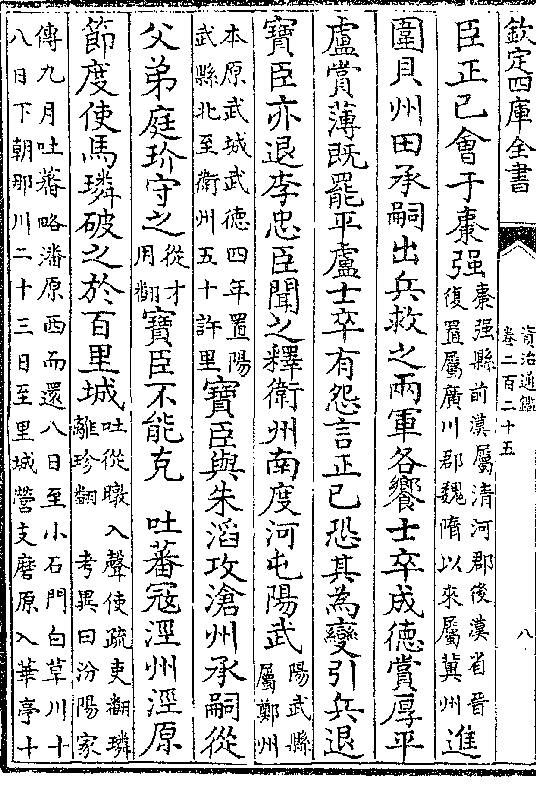 欽定四庫全書
資治通鑑
卷二百二十五
八
臣正已會于棗强
棗强縣前漢屬清河郡後漢省晉
復置屬廣川郡魏隋以來屬冀州
進
圍貝州田承嗣出兵救之兩軍各饗士卒成德賞厚平
盧賞薄既罷平盧士卒有怨言正已恐其為變引兵退
寶臣亦退李忠臣聞之釋衛州南度河屯陽武
陽武縣
屬鄭州
本原武城武德四年置陽
武縣北至衛州五十許里
寶臣與朱滔攻滄州承嗣從
父弟庭玠守之
從才
用翻
寶臣不能克 吐蕃寇涇州涇原
節度使馬璘破之於百里城
吐從暾入聲使疏吏翻璘
離珍翻 考異曰汾陽家
傳九月吐蕃略潘原西而還八日至小石門白草川十
八日下朝那川二十三日至里城營支磨原入華亭十